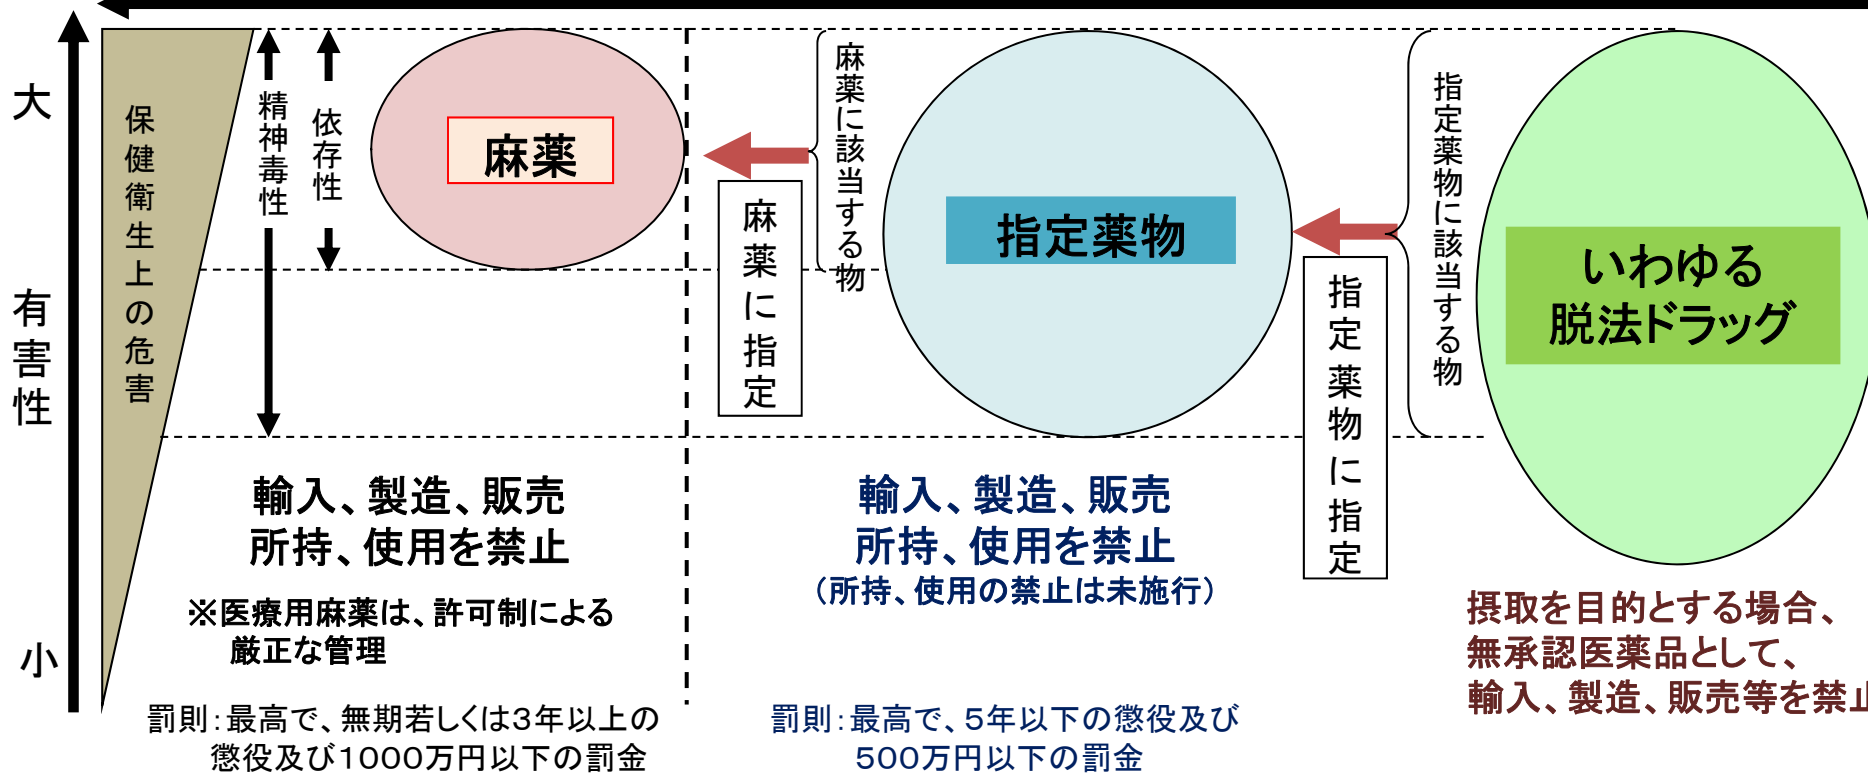 大
有害性
小
保健衛生上の危害
精神毒性
依存性
麻薬
麻薬に指定
麻薬に該当する物
指定薬物
指定薬物に指定
指定薬物に該当する物
いわゆる
脱法ドラッグ
輸入、製造、販売
所持、使用を禁止
※医療用麻薬は、許可制による
厳正な管理
罰則：最高で、無期若しくは３年以上の
懲役及び１０００万円以下の罰金
輸入、製造、販売
所持、使用を禁止
（所持、使用の禁止は未施行）
罰則：最高で、５年以下の懲役及び
５００万円以下の罰金
摂取を目的とする場合、
無承認医薬品として、
輸入、製造、販売等を禁止